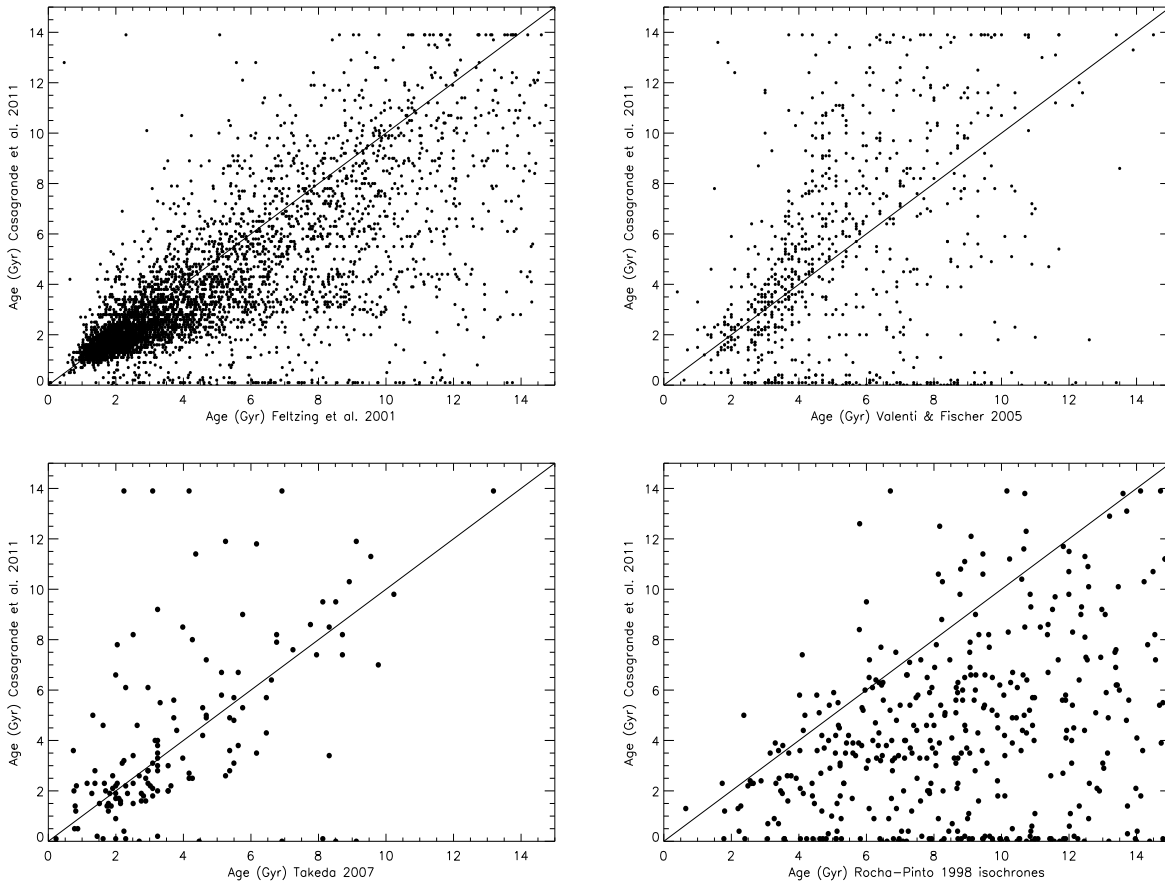 14
12
10
8
6
4
2
0
Age (Gyr) Casagrande et al. 2011
0 2 4 6 8 10 12 14
Age (Gyr) Feltzing et al. 2001
14
12
10
8
6
4
2
0
Age (Gyr) Casagrande et al. 2011
0 2 4 6 8 10 12 14
Age (Gyr) Valenti & Fischer 2005
14
12
10
8
6
4
2
0
Age (Gyr) Casagrande et al. 2011
0 2 4 6 8 10 12 14
Age (Gyr) Takeda 2007
14
12
10
8
6
4
2
0
Age (Gyr) Casagrande et al. 2011
0 2 4 6 8 10 12 14
Age (Gyr) Rocha-Pinto 1998 isochrones